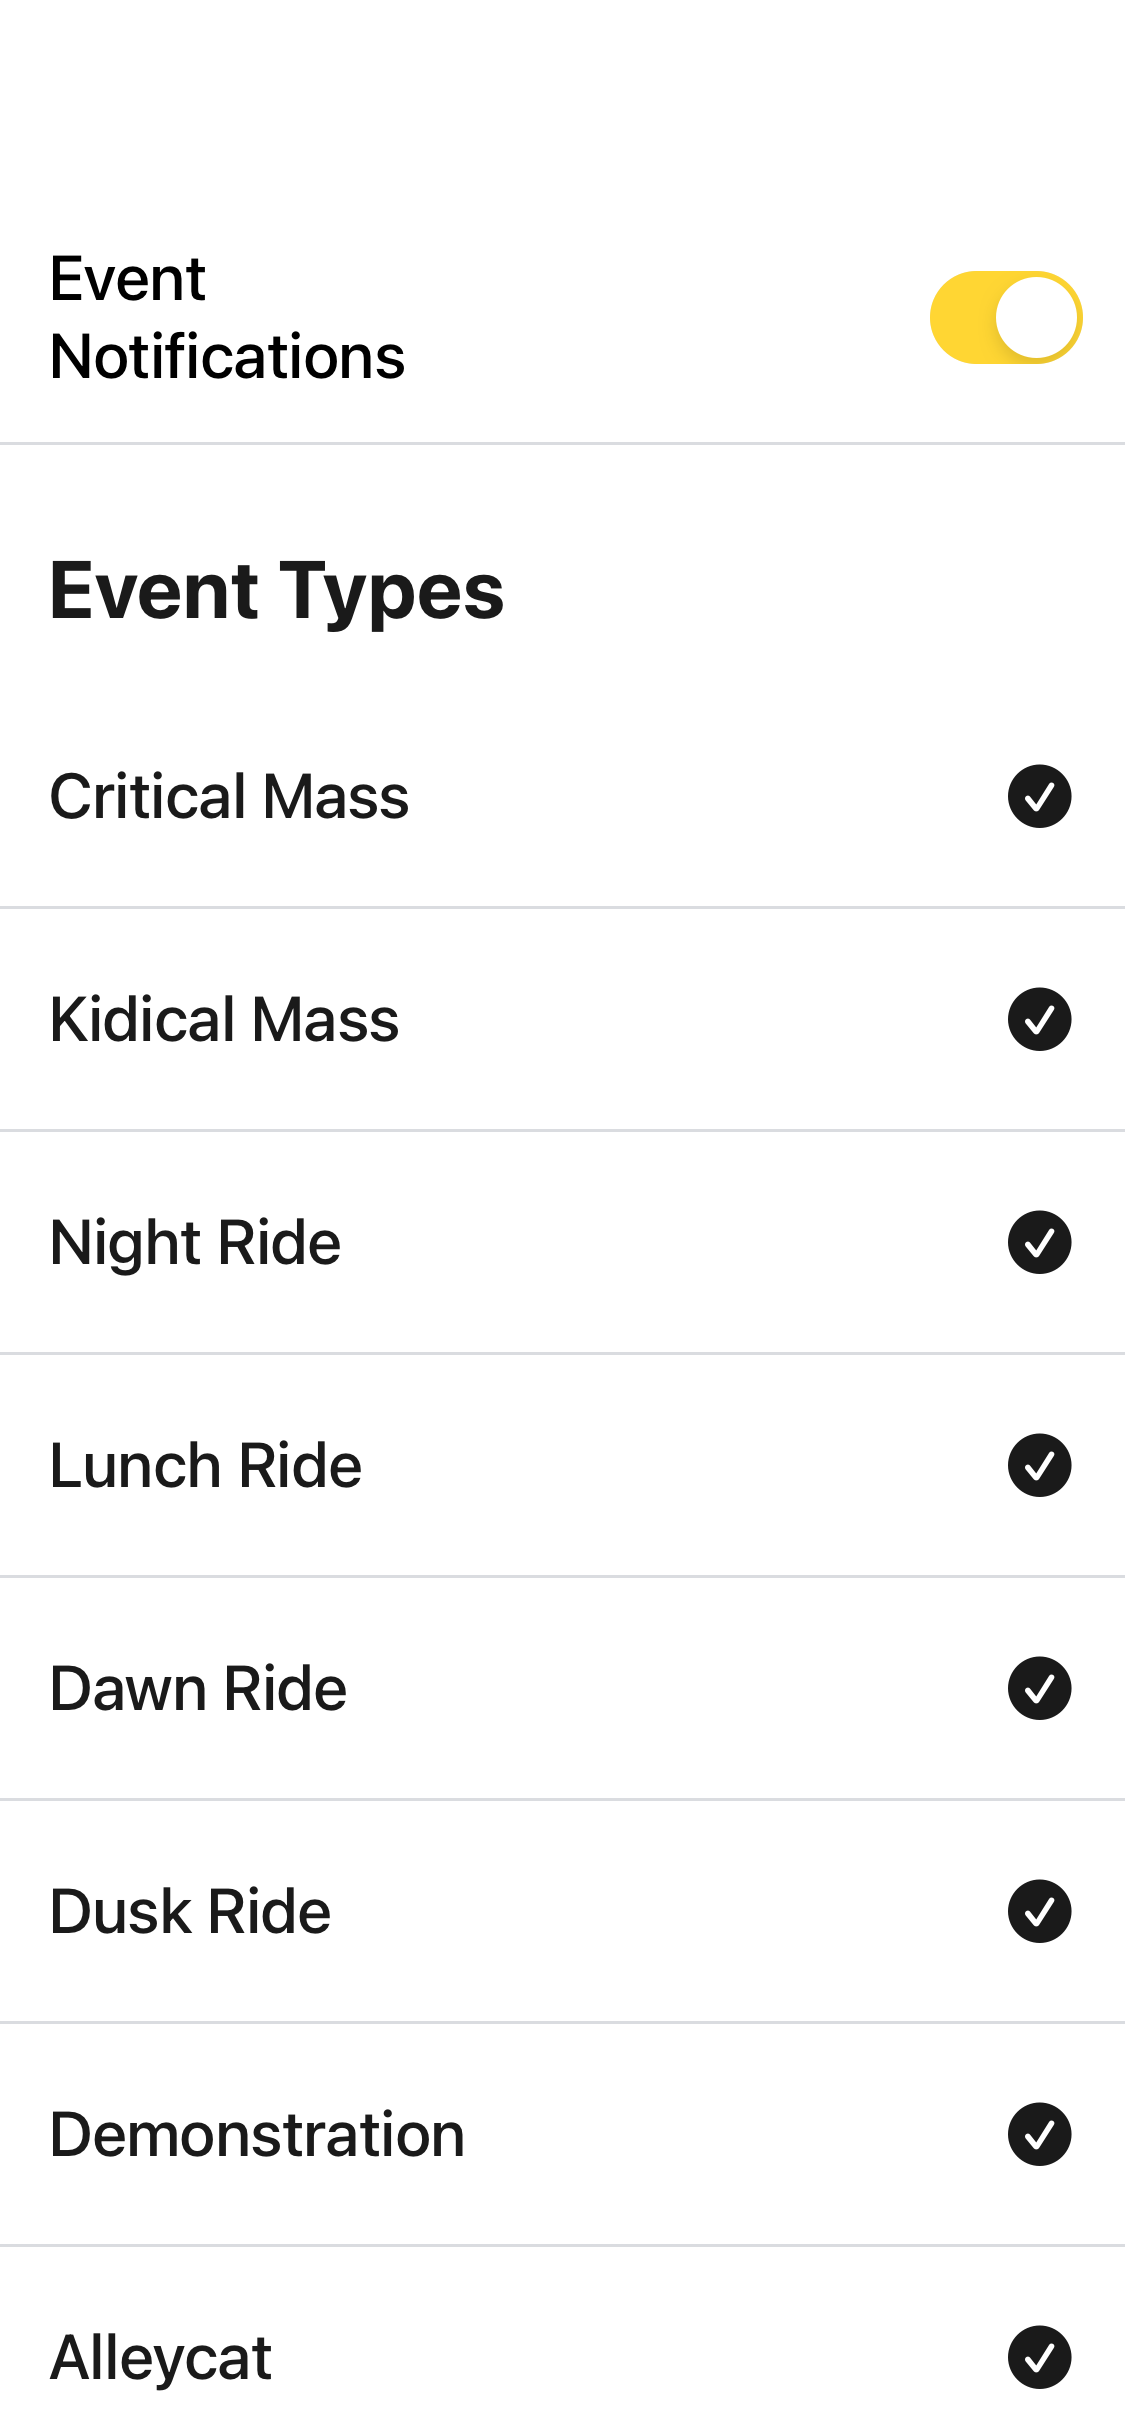 Event
Notifications
Event Types
Critical Mass
Kidical Mass
Night Ride
Lunch Ride
Dawn Ride
Dusk Ride
Demonstration
Alleycat